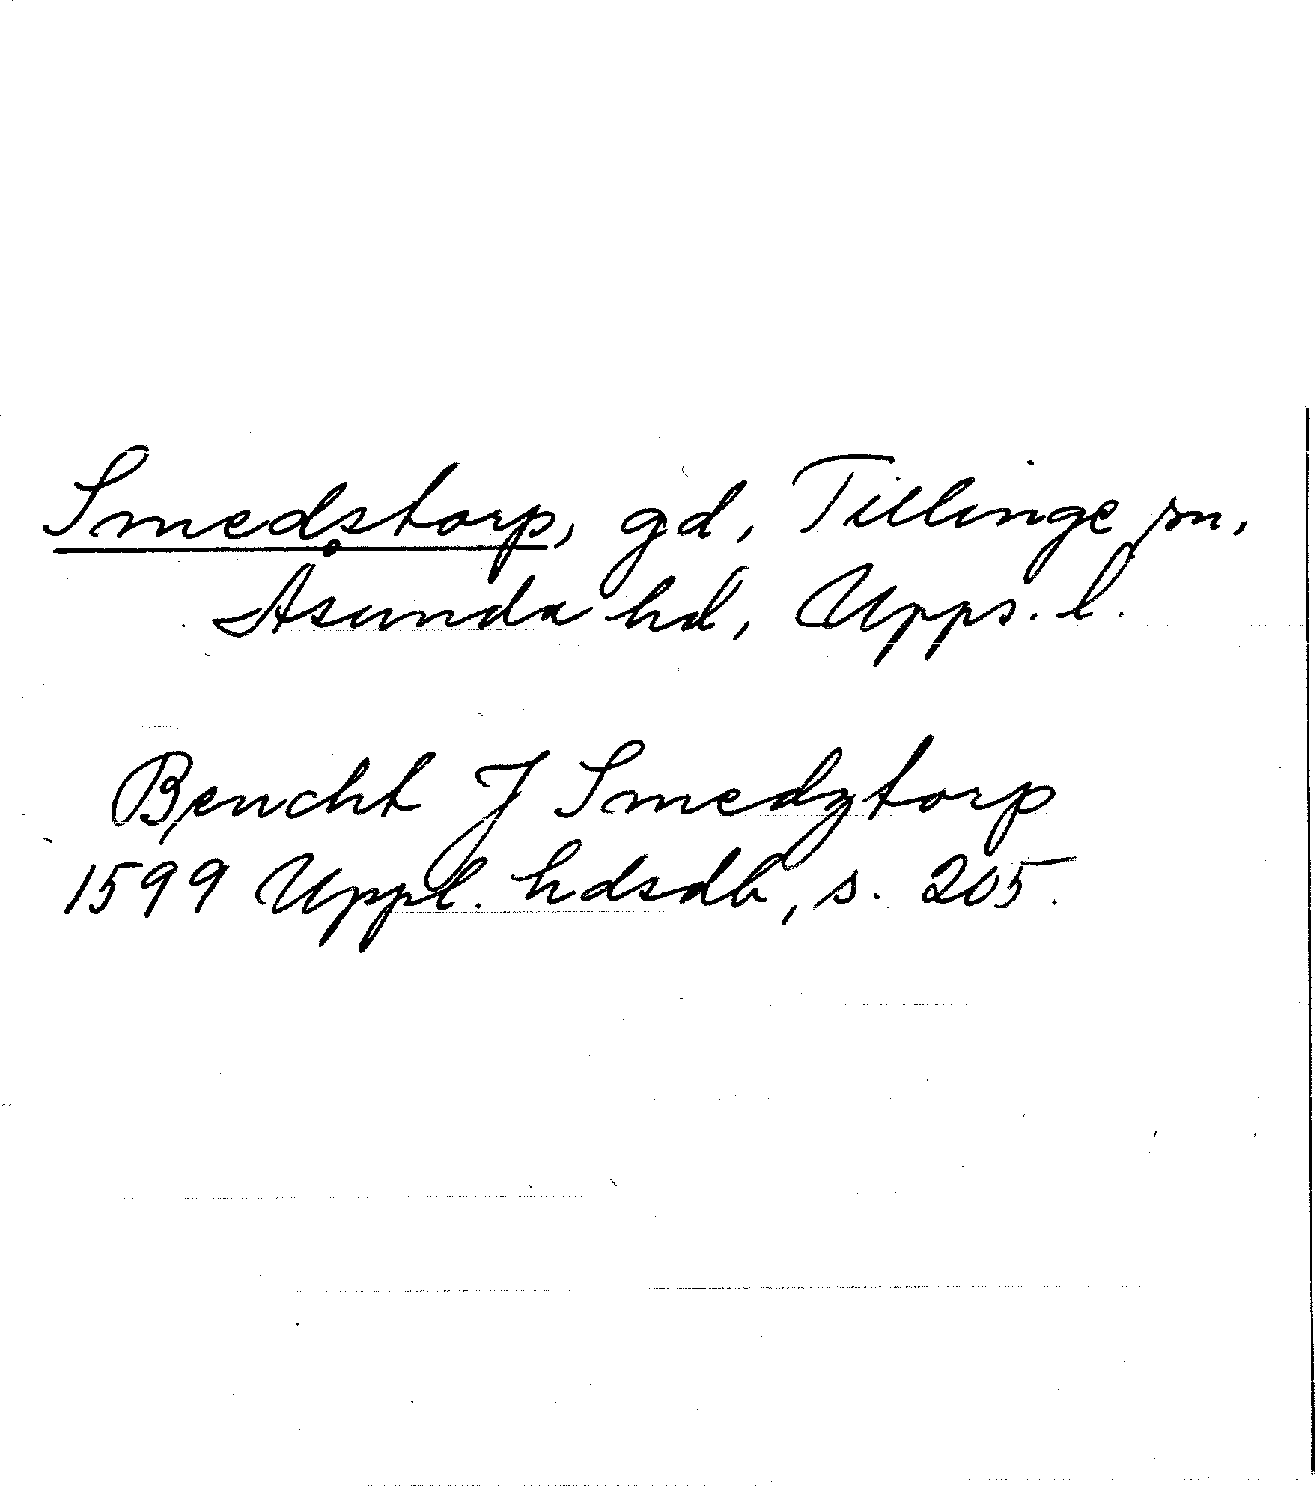 Smedstorp, gd, Tillinge sn,
Åsunda hd, Upps. l.
Bencht J Smedztorp
1599 Uppl. hdsdb, s. 205.